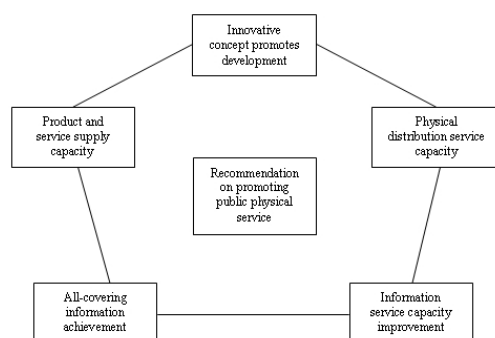 Innovative
concept promotes
development
Product and
service supply
capacity
Physical
distribution service
capacity
Recommendation
on promoting
public physical
service
All-covering
information
achievement
Information
service capacity
improvement